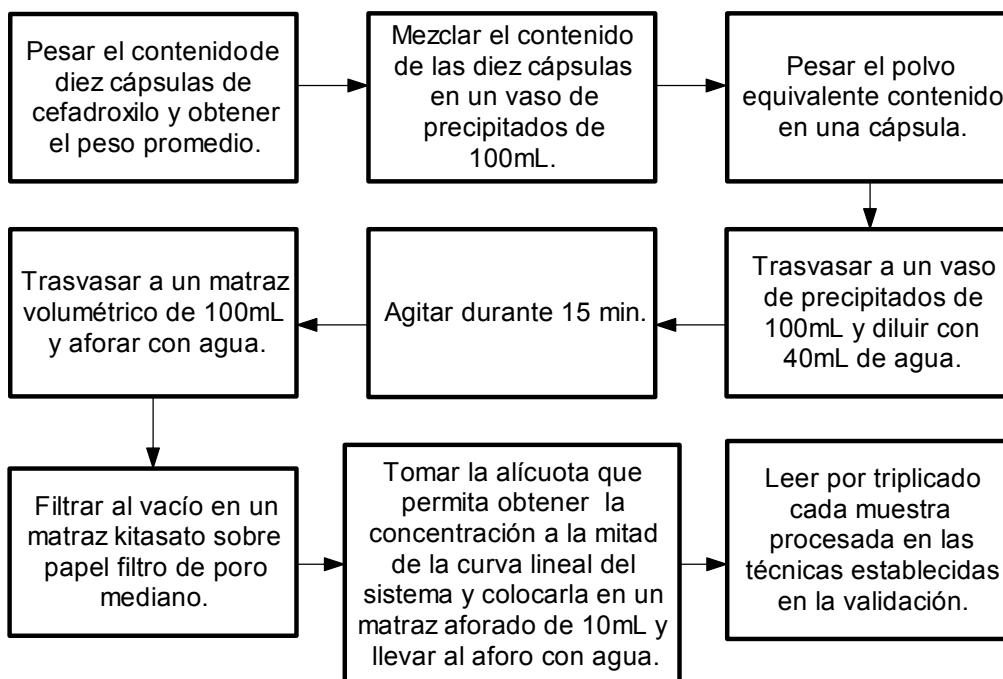 Pesar el contenidode
diez cápsulas de
cefadroxilo y obtener
el peso promedio.
Mezclar el contenido
de las diez cápsulas
en un vaso de
precipitados de
100mL.
Pesar el polvo
equivalente contenido
en una cápsula.
Trasvasar a un vaso
de precipitados de
100mL y diluir con
40mL de agua.
Agitar durante 15 min.
Trasvasar a un matraz
volumétrico de 100mL
y aforar con agua.
Filtrar al vacío en un
matraz kitasato sobre
papel filtro de poro
mediano.
Tomar la alícuota que
permita obtener la
concentración a la mitad
de la curva lineal del
sistema y colocarla en un
matraz aforado de 10mL y
llevar al aforo con agua.
Leer por triplicado
cada muestra
procesada en las
técnicas establecidas
en la validación.